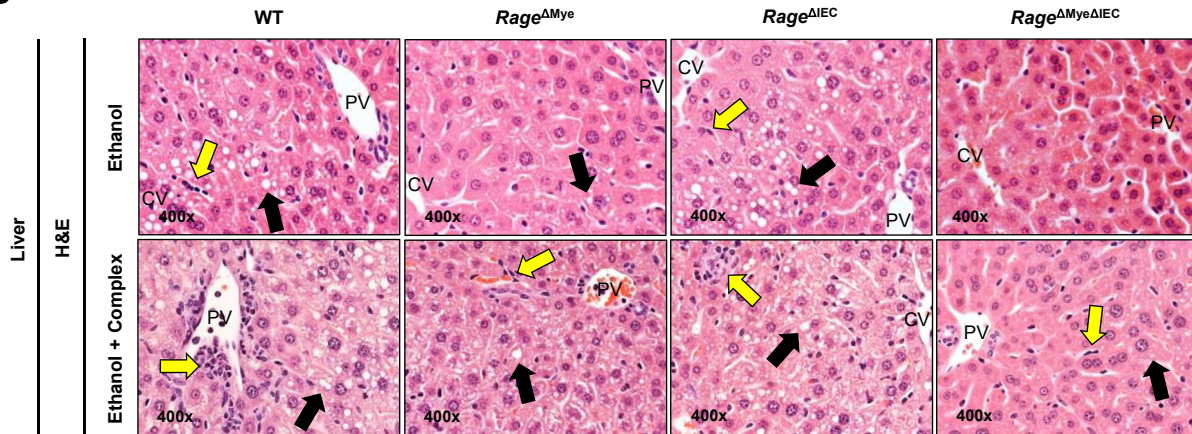 WT Rage^ΔMye Rage^ΔIEC Rage^ΔMyeΔIEC
Liver
H&E
Ethanol
PV
CV
400x
PV
CV
400x
CV
PV
400x
CV
PV
400x
Ethanol + Complex
PV
400x
PV
400x
CV
400x
PV
400x